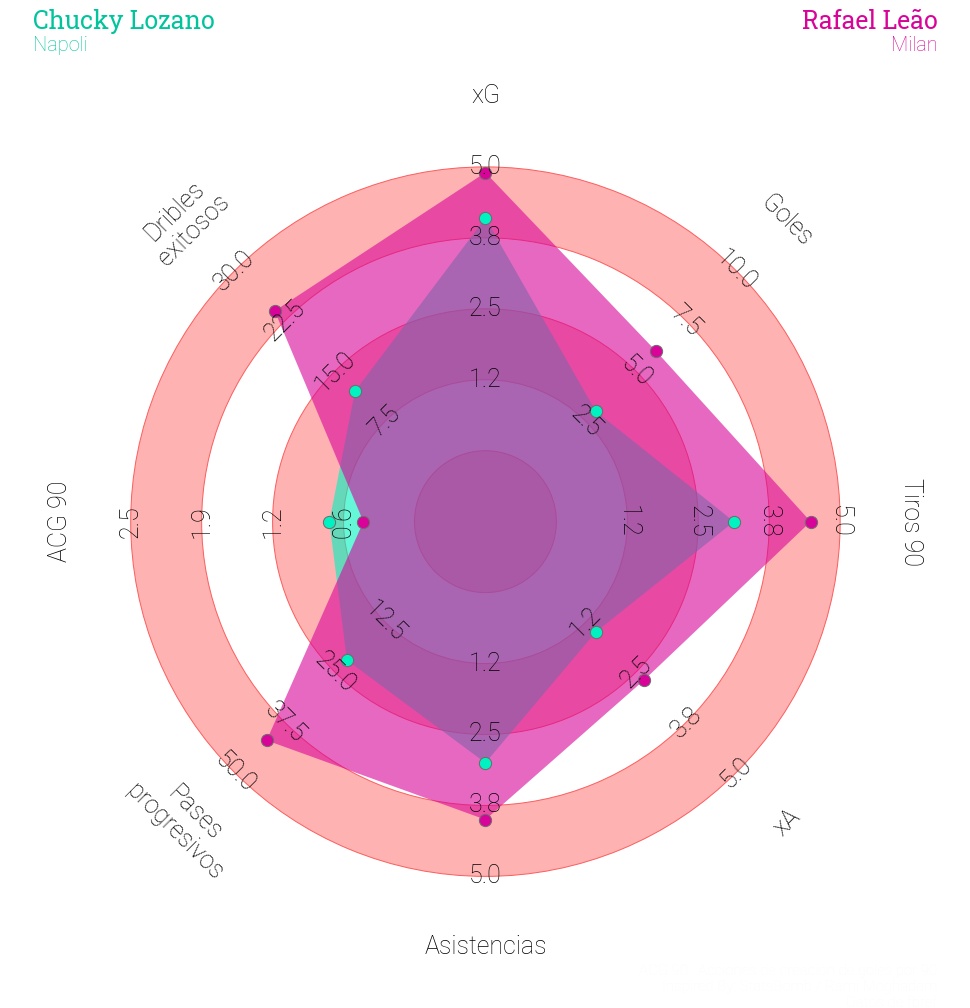 Chucky Lozano
Napoli
Rafael Leão
Milan
xG
5.0
3.8
2.5
1.2
Goles
10.0
7.5
5.0
2.5
Tiros 90
1.2
2.5
3.8
5.0
xA
1.2
2.5
3.8
5.0
Asistencias
1.2
2.5
3.8
5.0
Pases
progresivos
12.5
25.0
37.5
50.0
ACG 90
2.5
1.9
1.2
0.6
Dribles
exitosos
30.0
22.5
15.0
7.5